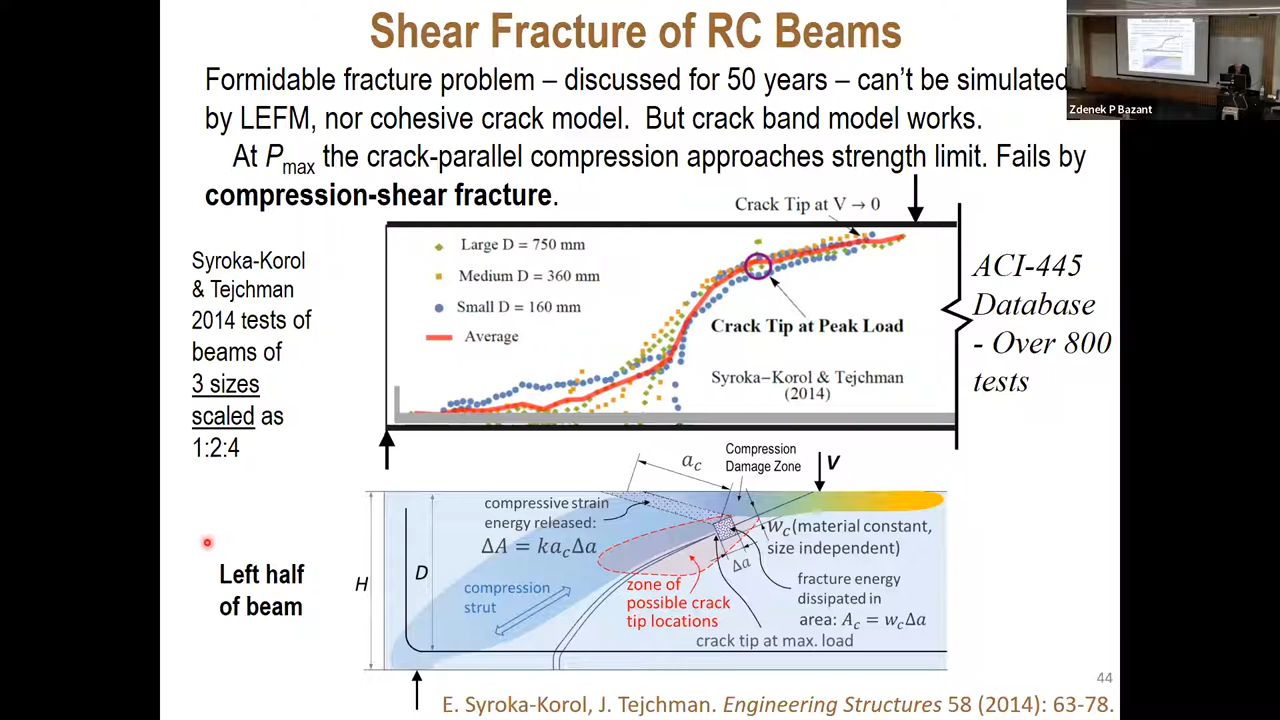 Shear Fracture of RC Beams
Formidable fracture problem – discussed for 50 years – can't be simulated
by LEFM, nor cohesive crack model. But crack band model works.
At Pmax the crack-parallel compression approaches strength limit. Fails by
compression-shear fracture.
Zdenek P Bazant
Syroka-Korol
& Tejchman
2014 tests of
beams of
3 sizes
scaled as
1:2:4
Crack Tip at V → 0
Large D = 750 mm
Medium D = 360 mm
Small D = 160 mm
Average
Crack Tip at Peak Load
Syroka−Korol & Tejchman
(2014)
ACI-445
Database
- Over 800
tests
Left half
of beam
H
D
a_c
Compression
Damage Zone
V
compressive strain
energy released:
ΔA = ka_cΔa
compression
strut
zone of
possible crack
tip locations
w_c (material constant,
size independent)
Δa
fracture energy
dissipated in
area: A_c = w_cΔa
crack tip at max. load
44
E. Syroka-Korol, J. Tejchman. Engineering Structures 58 (2014): 63-78.